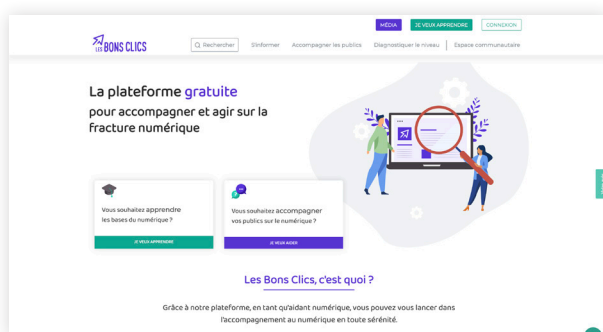 MÉDIA JE VEUX APPRENDRE CONNEXION
LES BONS CLICS
Rechercher S'informer Accompagner les publics Diagnostiquer le niveau Espace communautaire
La plateforme gratuite
pour accompagner et agir sur la
fracture numérique
Vous souhaitez apprendre
les bases du numérique ?
JE VEUX APPRENDRE
Vous souhaitez accompagner
vos publics sur le numérique ?
JE VEUX AIDER
Les Bons Clics, c'est quoi ?
Grâce à notre plateforme, en tant qu'aidant numérique, vous pouvez vous lancer dans
l'accompagnement au numérique en toute sérénité.